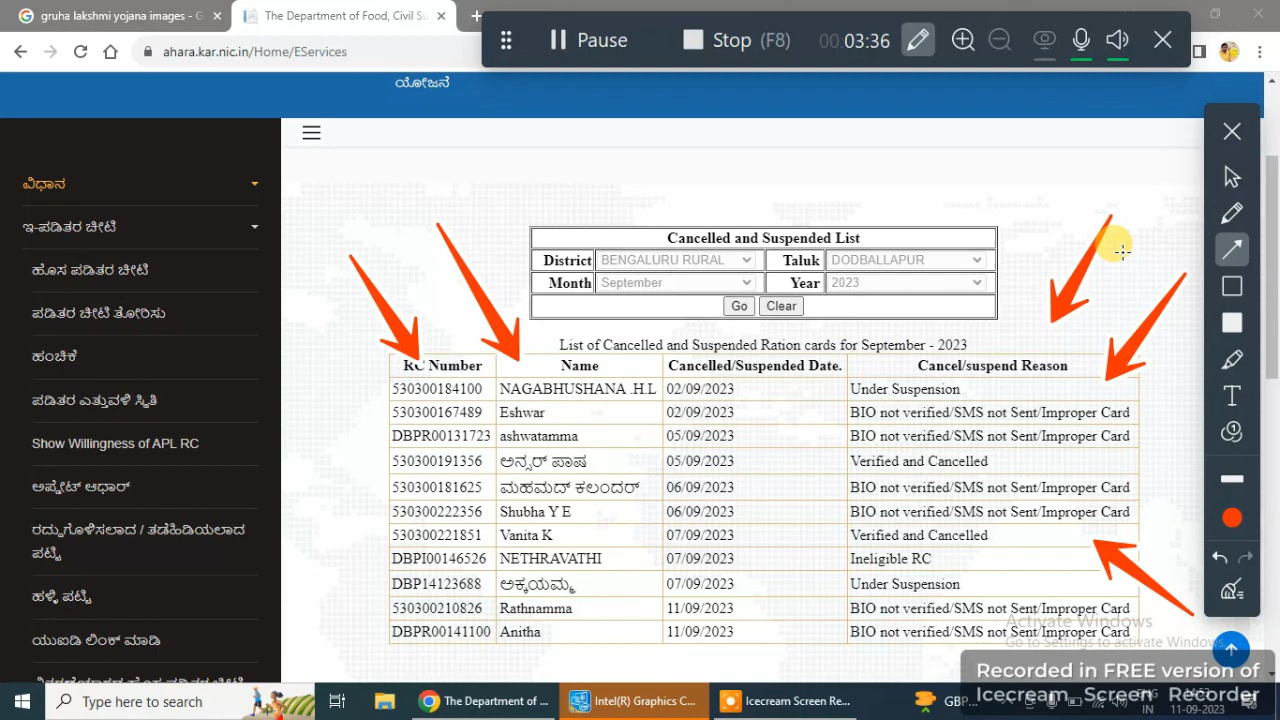 gruha lakshmi yojana images - G
The Department of Food, Civil Su
Pause
Stop (F8)
00:03:36
ahara.kar.nic.in/Home/EServices
ಯೋಜನೆ
ವಿಧಾನ
ಇ-ಪಡಿತರ ಚೀಟಿ
ಹೊಸ ಪಡಿತರ ಚೀಟಿ
ಪಡಿತರ ಚೀಟಿ ತೋರಿಸು
ಹಂಚಿಕೆ
ಪಡಿತರ ಎತ್ತುವಳಿ ಸ್ಥಿತಿ
Show Willingness of APL RC
ಅಪ್ಡೇಟ್ ಆಧಾರ್
ರದ್ದುಗೊಳಿಸಲಾದ / ತಡೆಹಿಡಿಯಲಾದ
ಪಟ್ಟಿ
ಹಳ್ಳಿ ಪಟ್ಟಿ
ಯುಐಡಿ ಲಿಂಕ್ ಮಾಡಿ
Cancelled and Suspended List
District BENGALURU RURAL Taluk DODBALLAPUR
Month September Year 2023
Go Clear
List of Cancelled and Suspended Ration cards for September - 2023
RC Number Name Cancelled/Suspended Date. Cancel/suspend Reason
530300184100 NAGABHUSHANA .H.L 02/09/2023 Under Suspension
530300167489 Eshwar 02/09/2023 BIO not verified/SMS not Sent/Improper Card
DBPR00131723 ashwatamma 05/09/2023 BIO not verified/SMS not Sent/Improper Card
530300191356 ಅನ್ಸರ್ ಪಾಷ 05/09/2023 Verified and Cancelled
530300181625 ಮಹಮದ್ ಕಲಂದರ್ 06/09/2023 BIO not verified/SMS not Sent/Improper Card
530300222356 Shubha Y E 06/09/2023 BIO not verified/SMS not Sent/Improper Card
530300221851 Vanita K 07/09/2023 Verified and Cancelled
DBPI00146526 NETHRAVATHI 07/09/2023 Ineligible RC
DBP14123688 ಅಕ್ಕಯಮ್ಮ 07/09/2023 Under Suspension
530300210826 Rathnamma 11/09/2023 BIO not verified/SMS not Sent/Improper Card
DBPR00141100 Anitha 11/09/2023 BIO not verified/SMS not Sent/Improper Card
Activate Windows
Go to Settings to activate Windows.
Recorded in FREE version of
Icecream Screen Recorder
Type here to search
The Department of ...
Intel(R) Graphics C...
Icecream Screen Re...
GBP...
ENG
IN
14:53
11-09-2023